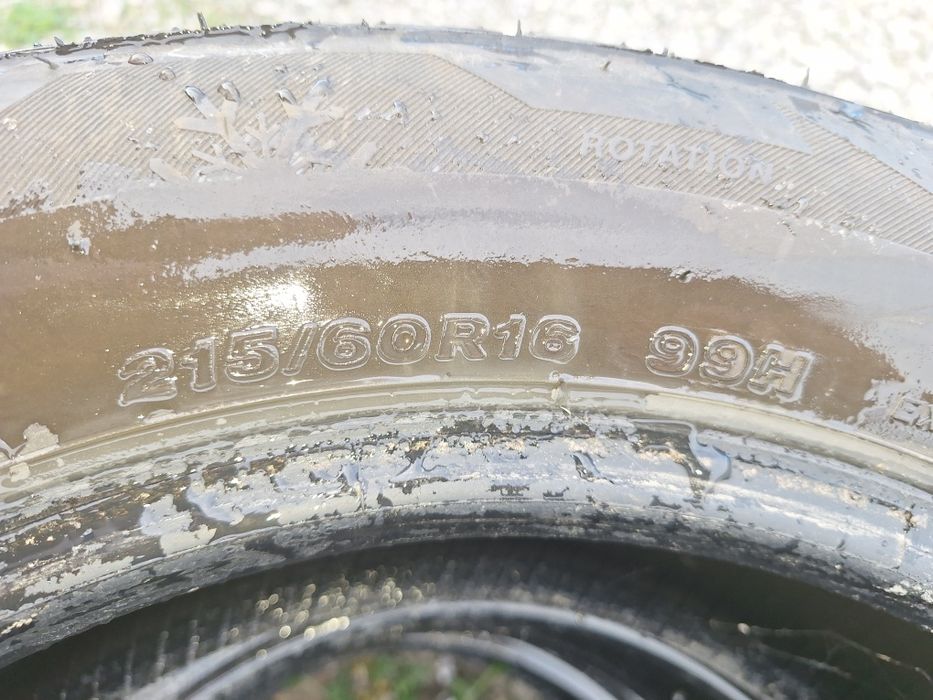 ROTATION
215/60R16 99H